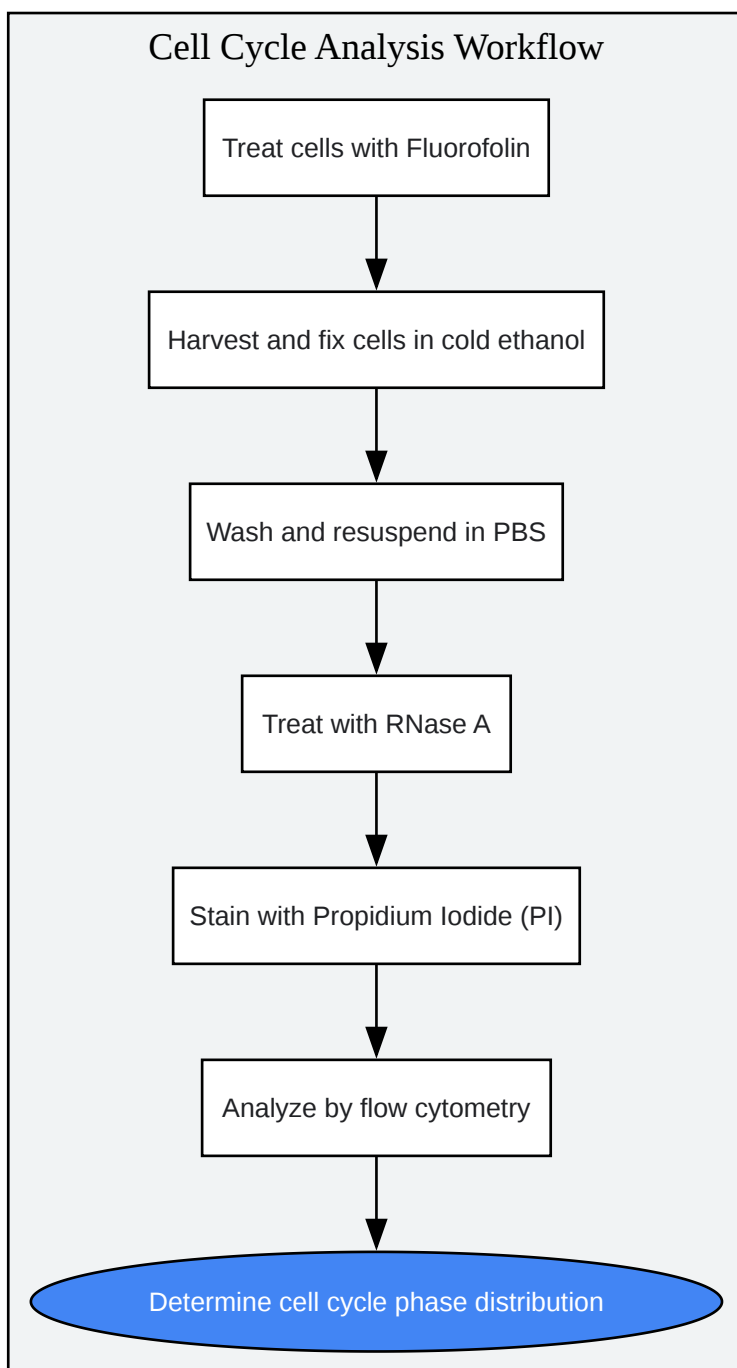 Cell Cycle Analysis Workflow
Treat cells with Fluorofolin
Harvest and fix cells in cold ethanol
Wash and resuspend in PBS
Treat with RNase A
Stain with Propidium Iodide (PI)
Analyze by flow cytometry
Determine cell cycle phase distribution